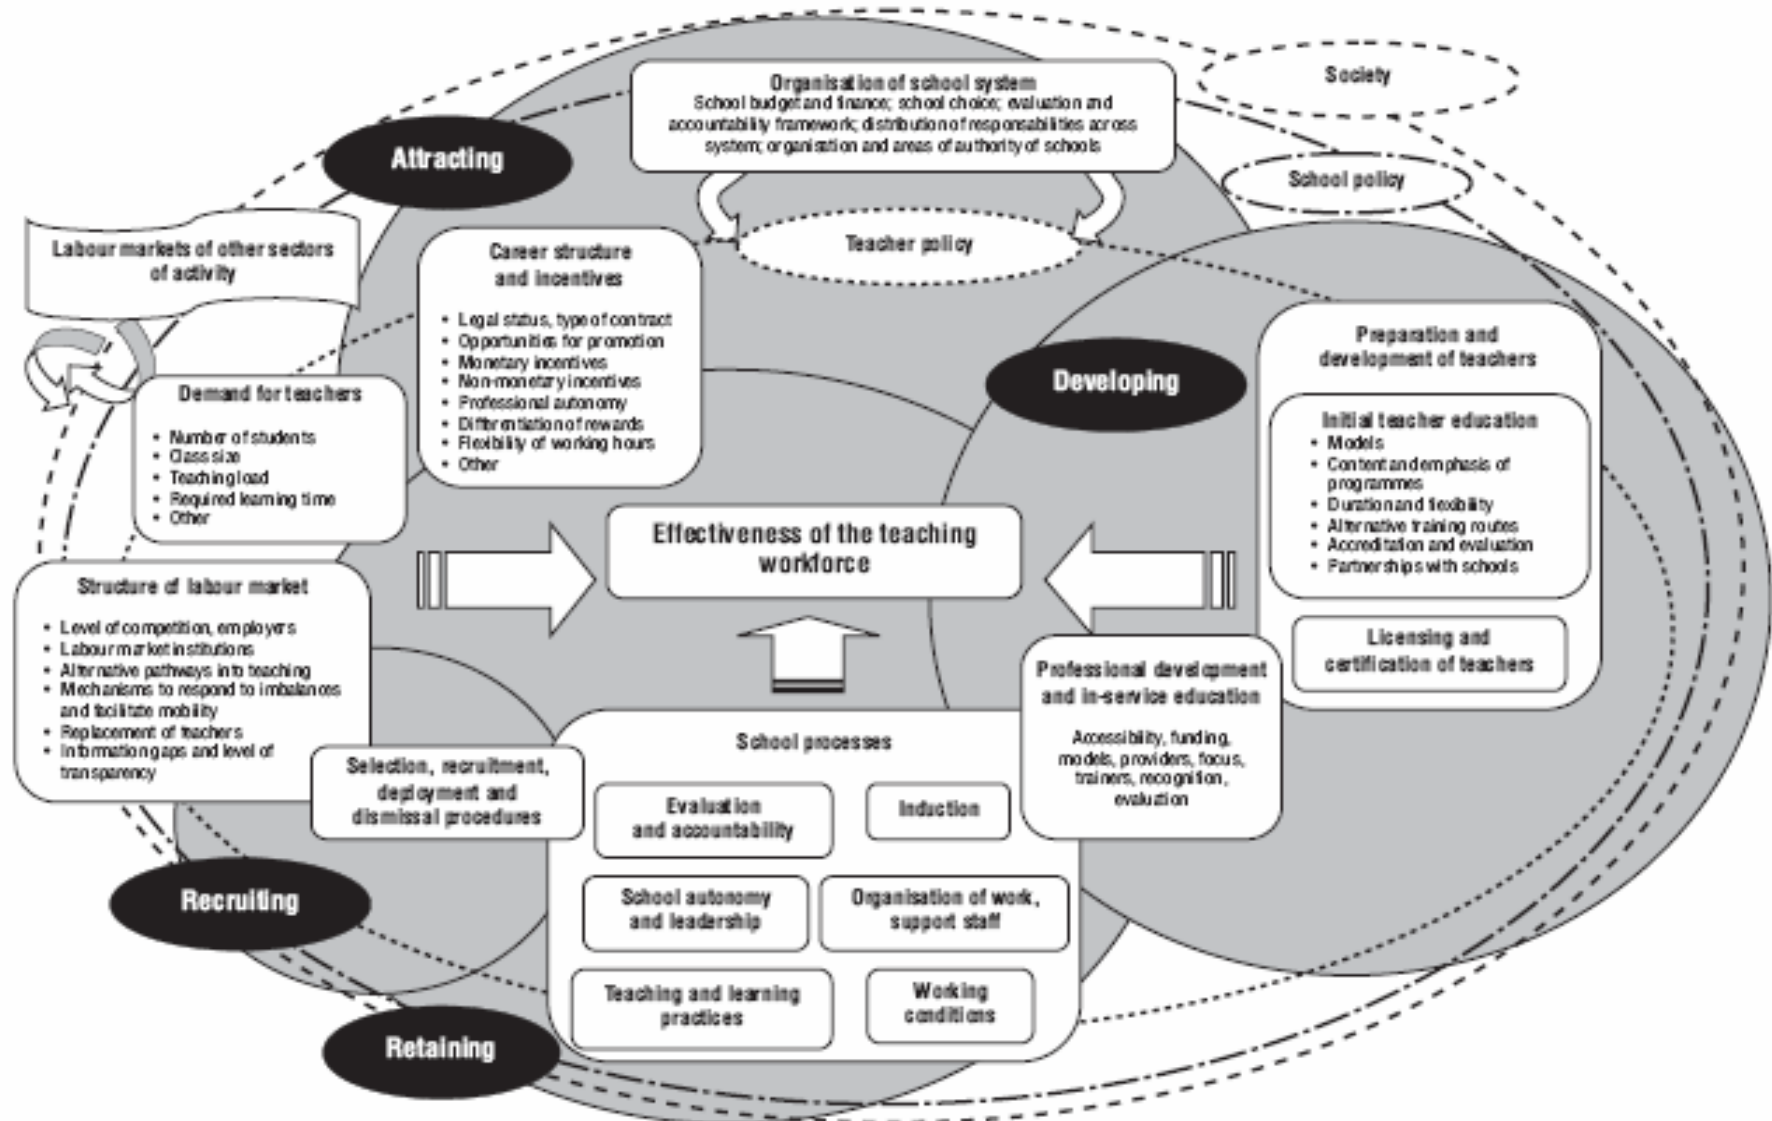 Organisation of school system
School budget and finance; school choice; evaluation and
accountability framework; distribution of responsabilities across
system; organisation and areas of authority of schools
Society
School policy
Attracting
Teacher policy
Labour markets of other sectors
of activity
Career structure
and incentives
• Legal status, type of contract
• Opportunities for promotion
• Monetary incentives
• Non-monetary incentives
• Professional autonomy
• Differentiation of rewards
• Flexibility of working hours
• Other
Developing
Preparation and
development of teachers
Initial teacher education
• Models
• Content and emphasis of
programmes
• Duration and flexibility
• Alternative training routes
• Accreditation and evaluation
• Partnerships with schools
Licensing and
certification of teachers
Demand for teachers
• Number of students
• Class size
• Teaching load
• Required learning time
• Other
Effectiveness of the teaching
workforce
Structure of labour market
• Level of competition, employers
• Labour market institutions
• Alternative pathways into teaching
• Mechanisms to respond to imbalances
and facilitate mobility
• Replacement of teachers
• Information gaps and level of
transparency
Professional development
and in-service education
Accessibility, funding,
models, providers, focus,
trainers, recognition,
evaluation
Selection, recruitment,
deployment and
dismissal procedures
School processes
Evaluation
and accountability
Induction
School autonomy
and leadership
Organisation of work,
support staff
Teaching and learning
practices
Working
conditions
Recruiting
Retaining